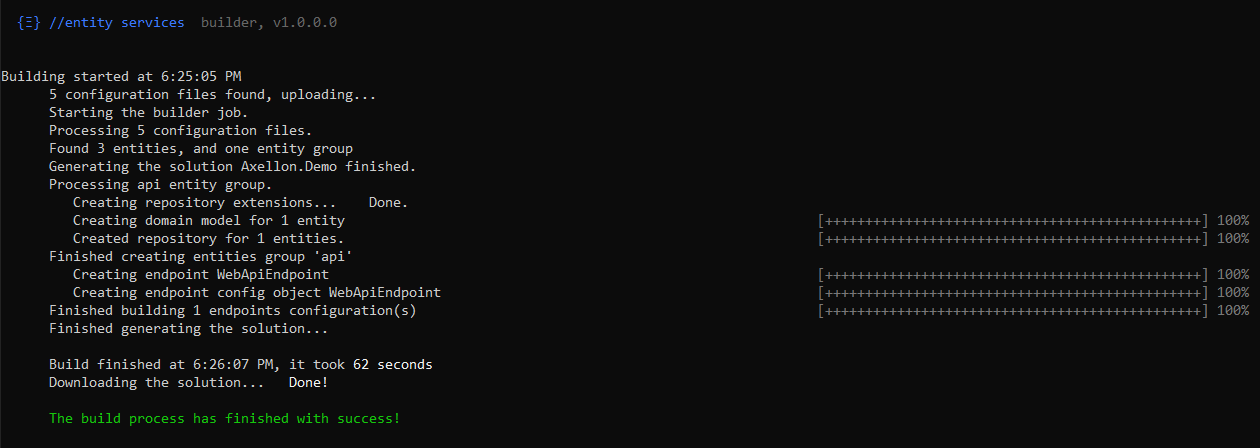 {Ξ} //entity services builder, v1.0.0.0
Building started at 6:25:05 PM
5 configuration files found, uploading...
Starting the builder job.
Processing 5 configuration files.
Found 3 entities, and one entity group
Generating the solution Axellon.Demo finished.
Processing api entity group.
Creating repository extensions... Done.
Creating domain model for 1 entity [+++++++++++++++++++++++++++++++++++++++++++++++] 100%
Created repository for 1 entities. [+++++++++++++++++++++++++++++++++++++++++++++++] 100%
Finished creating entities group 'api'
Creating endpoint WebApiEndpoint [+++++++++++++++++++++++++++++++++++++++++++++++] 100%
Creating endpoint config object WebApiEndpoint [+++++++++++++++++++++++++++++++++++++++++++++++] 100%
Finished building 1 endpoints configuration(s) [+++++++++++++++++++++++++++++++++++++++++++++++] 100%
Finished generating the solution...
Build finished at 6:26:07 PM, it took 62 seconds
Downloading the solution... Done!
The build process has finished with success!